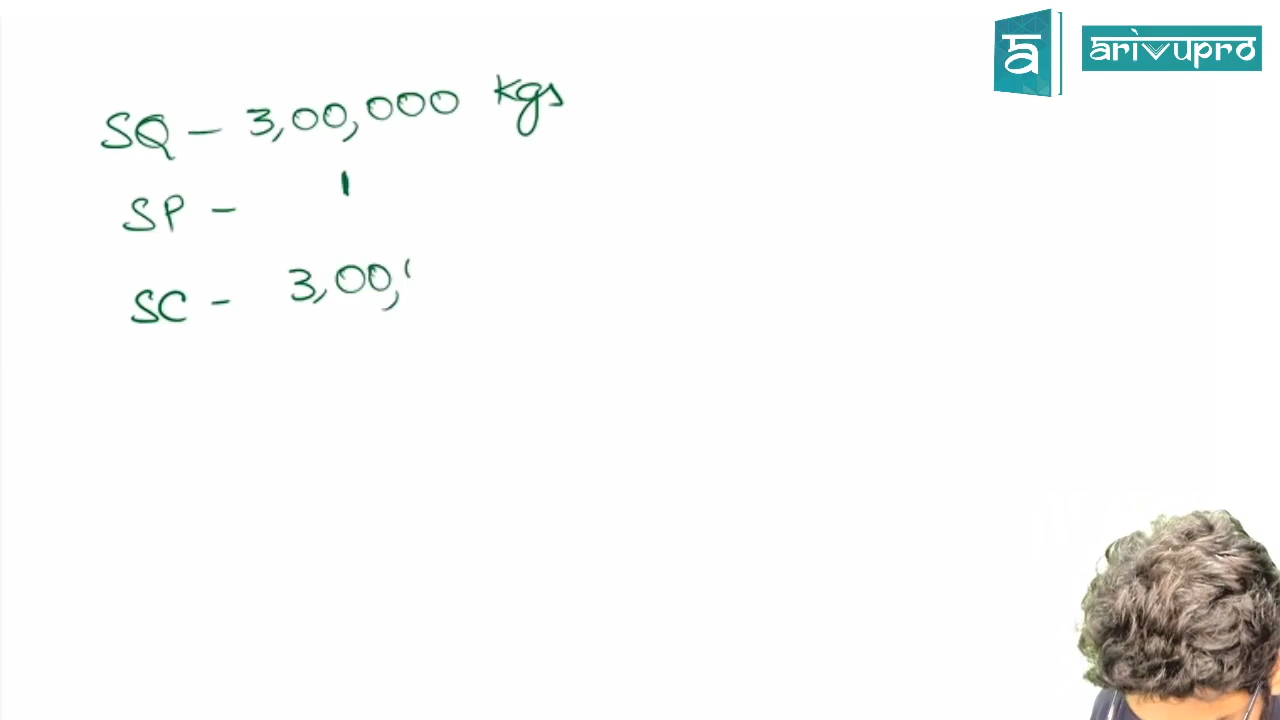 arivupro
SQ - 3,00,000 kgs
SP - 1
SC - 3,00,